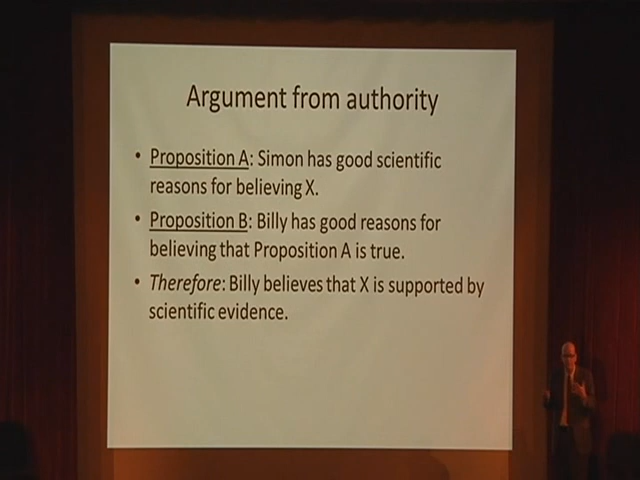 Argument from authority
• Proposition A: Simon has good scientific
reasons for believing X.
• Proposition B: Billy has good reasons for
believing that Proposition A is true.
• Therefore: Billy believes that X is supported by
scientific evidence.